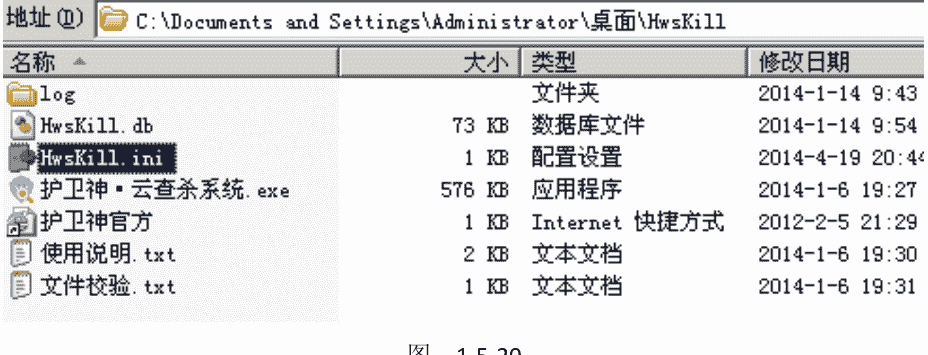 地址(D) C:\Documents and Settings\Administrator\桌面\HwsKill
名称 大小 类型 修改日期
log 文件夹 2014-1-14 9:43
HwsKill.db 73 KB 数据库文件 2014-1-14 9:54
HwsKill.ini 1 KB 配置设置 2014-4-19 20:44
护卫神·云查杀系统.exe 576 KB 应用程序 2014-1-6 19:27
护卫神官方 1 KB Internet 快捷方式 2012-2-5 21:29
使用说明.txt 2 KB 文本文档 2014-1-6 19:30
文件校验.txt 1 KB 文本文档 2014-1-6 19:31